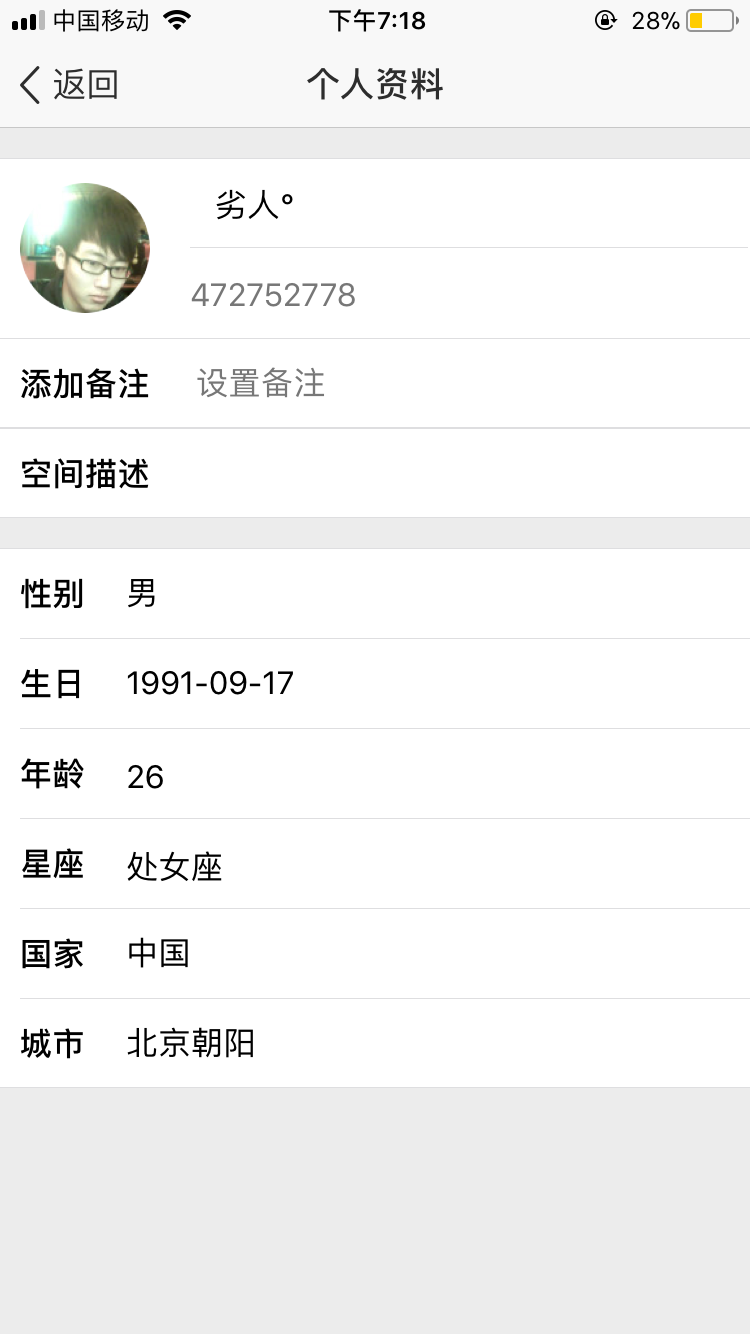 中国移动 下午7:18 28%
返回 个人资料
劣人°
472752778
添加备注 设置备注
空间描述
性别 男
生日 1991-09-17
年龄 26
星座 处女座
国家 中国
城市 北京朝阳